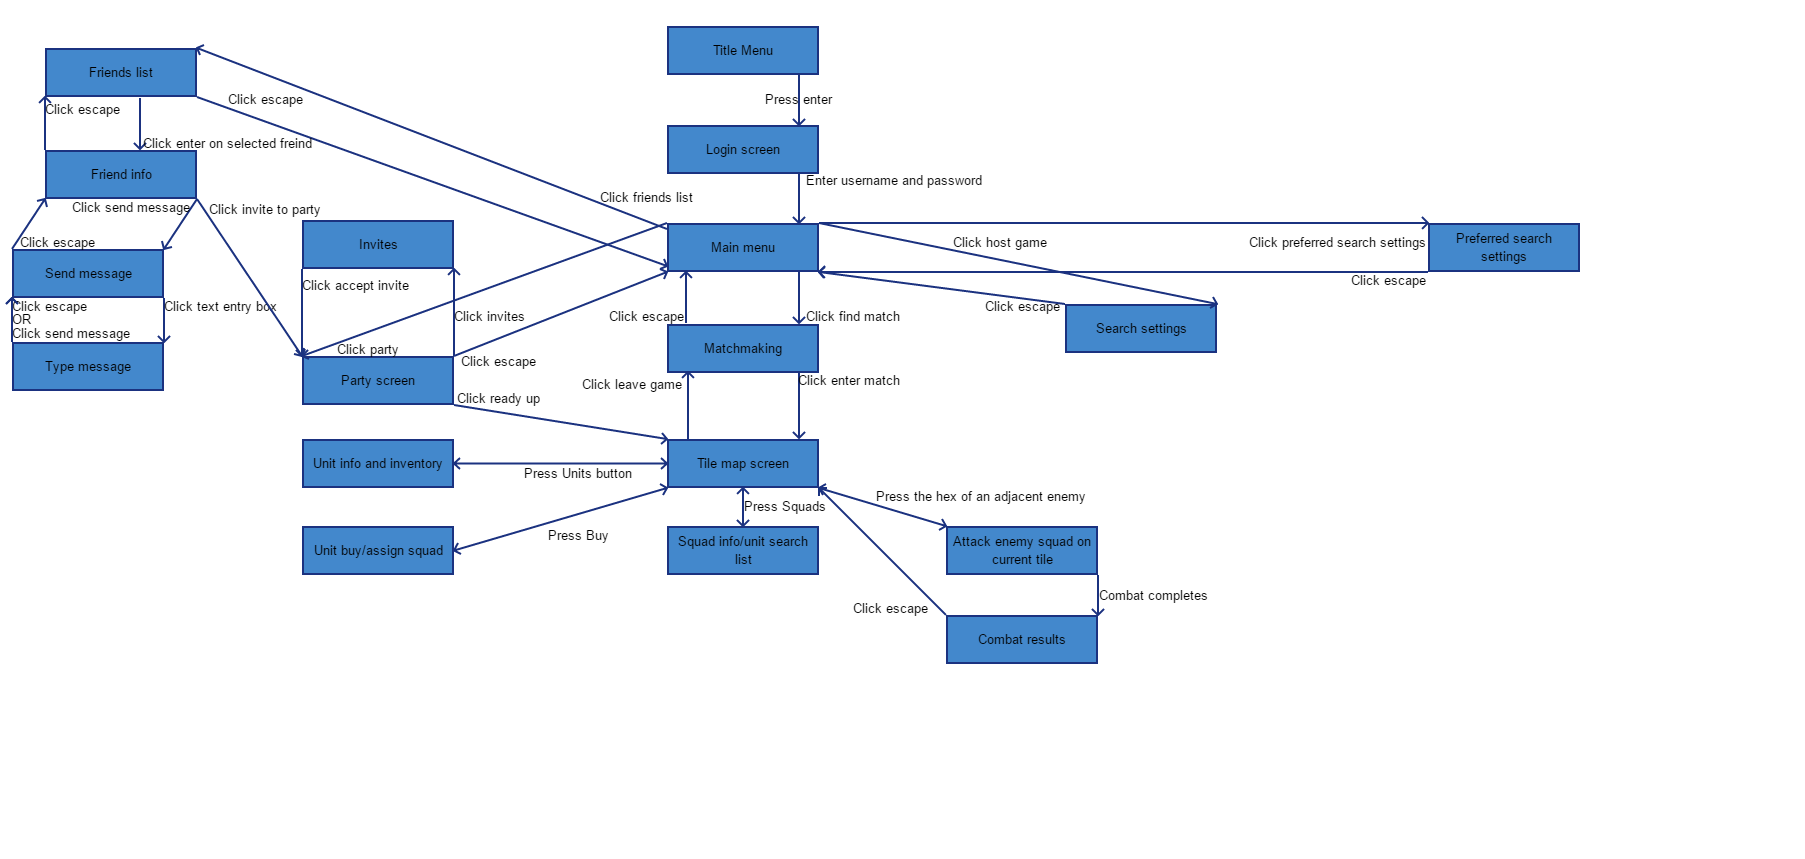 Title Menu
Friends list
Click escape
Press enter
Click escape
Click enter on selected freind
Login screen
Friend info
Enter username and password
Click friends list
Click send message
Click invite to party
Invites
Main menu
Click host game
Click preferred search settings
Preferred search
settings
Click escape
Send message
Click accept invite
Click escape
Click escape
OR
Click send message
Click text entry box
Click invites
Click escape
Click find match
Click escape
Search settings
Click party
Click escape
Matchmaking
Type message
Party screen
Click leave game
Click enter match
Click ready up
Unit info and inventory
Press Units button
Tile map screen
Press Squads
Press the hex of an adjacent enemy
Press Buy
Unit buy/assign squad
Squad info/unit search
list
Attack enemy squad on
current tile
Combat completes
Click escape
Combat results